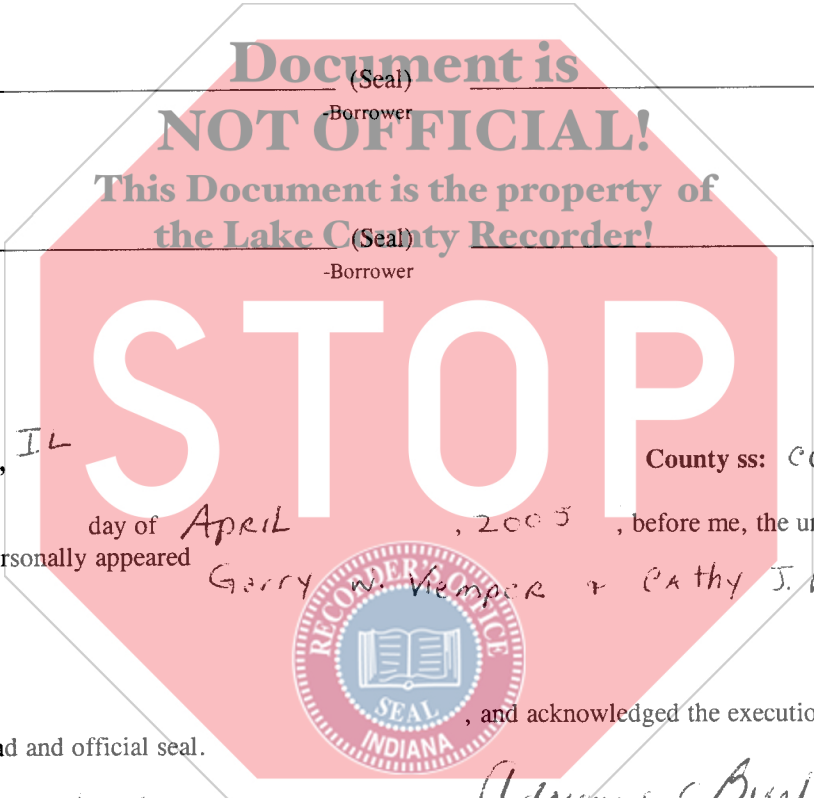 Document is
(Seal)
-Borrower
NOT OFFICIAL!
This Document is the property of
the Lake County Recorder!
(Seal)
-Borrower
STOP
, IL
County ss:
day of APRIL , 2005 , before me, the
rsonally appeared
Garry W. + Cathy J.
RECORDER'S OFFICE
SEAL
INDIANA
, and acknowledged the executio
nd and official seal.